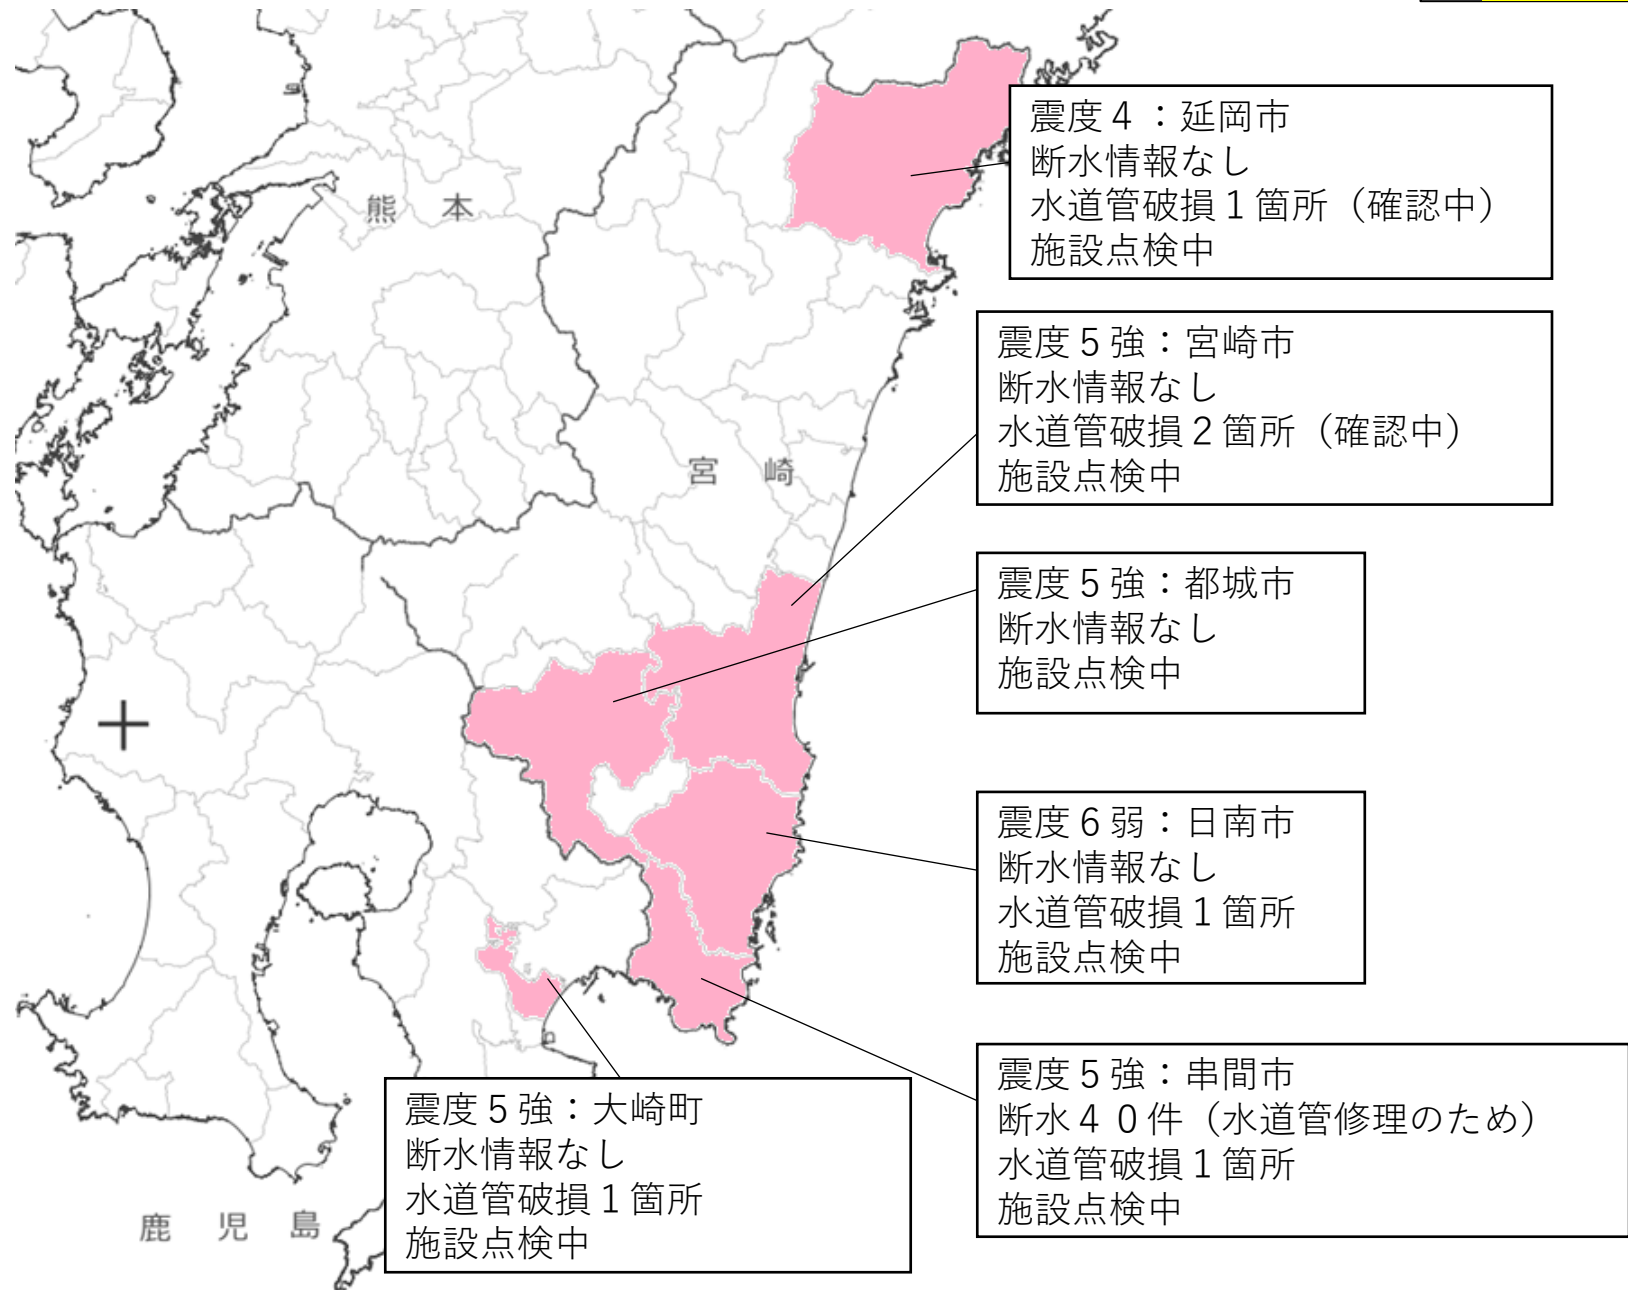 震度４：延岡市
断水情報なし
水道管破損１箇所（確認中）
施設点検中
熊本
震度５強：宮崎市
断水情報なし
水道管破損２箇所（確認中）
施設点検中
宮崎
震度５強：都城市
断水情報なし
施設点検中
震度６弱：日南市
断水情報なし
水道管破損１箇所
施設点検中
震度５強：串間市
断水４０件（水道管修理のため）
水道管破損１箇所
施設点検中
震度５強：大崎町
断水情報なし
水道管破損１箇所
施設点検中
鹿児島